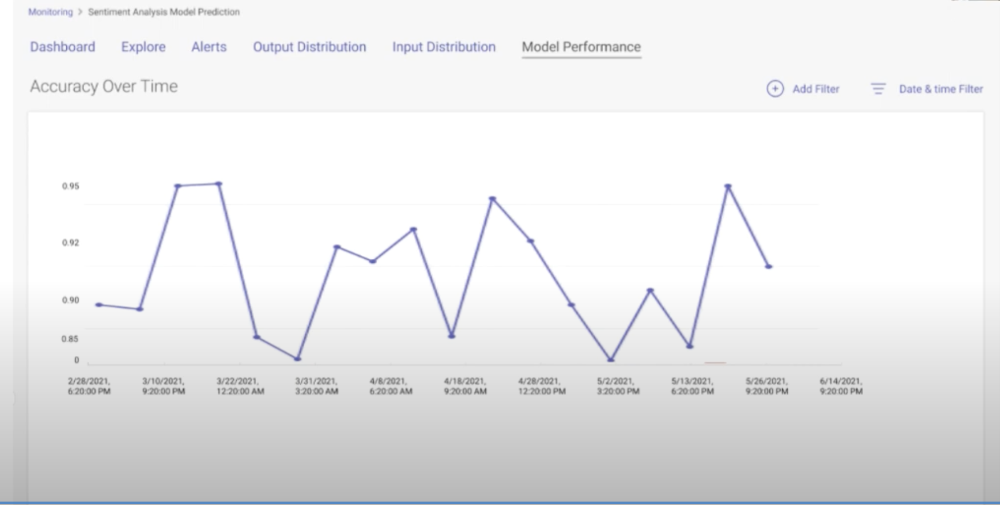 Monitoring > Sentiment Analysis Model Prediction
Dashboard Explore Alerts Output Distribution Input Distribution Model Performance
Accuracy Over Time
Add Filter Date & time Filter
0.95
0.92
0.90
0.85
0
2/28/2021, 3/10/2021, 3/22/2021, 3/31/2021, 4/8/2021, 4/18/2021, 4/28/2021, 5/2/2021, 5/13/2021, 5/26/2021, 6/14/2021,
6:20:00 PM 9:20:00 PM 12:20:00 AM 3:20:00 AM 6:20:00 AM 9:20:00 AM 12:20:00 PM 3:20:00 PM 6:20:00 PM 9:20:00 PM 9:20:00 PM